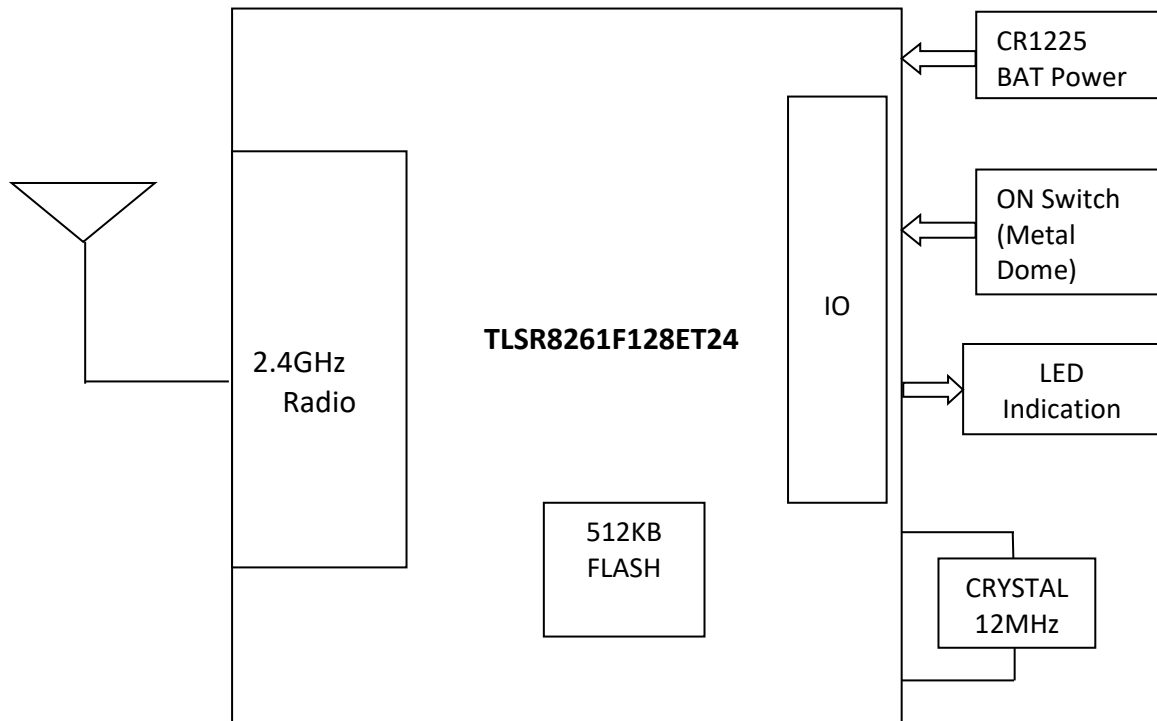 CR1225
BAT Power
ON Switch
(Metal
Dome)
IO
TLSR8261F128ET24
2.4GHz
Radio
LED
Indication
512KB
FLASH
CRYSTAL
12MHz